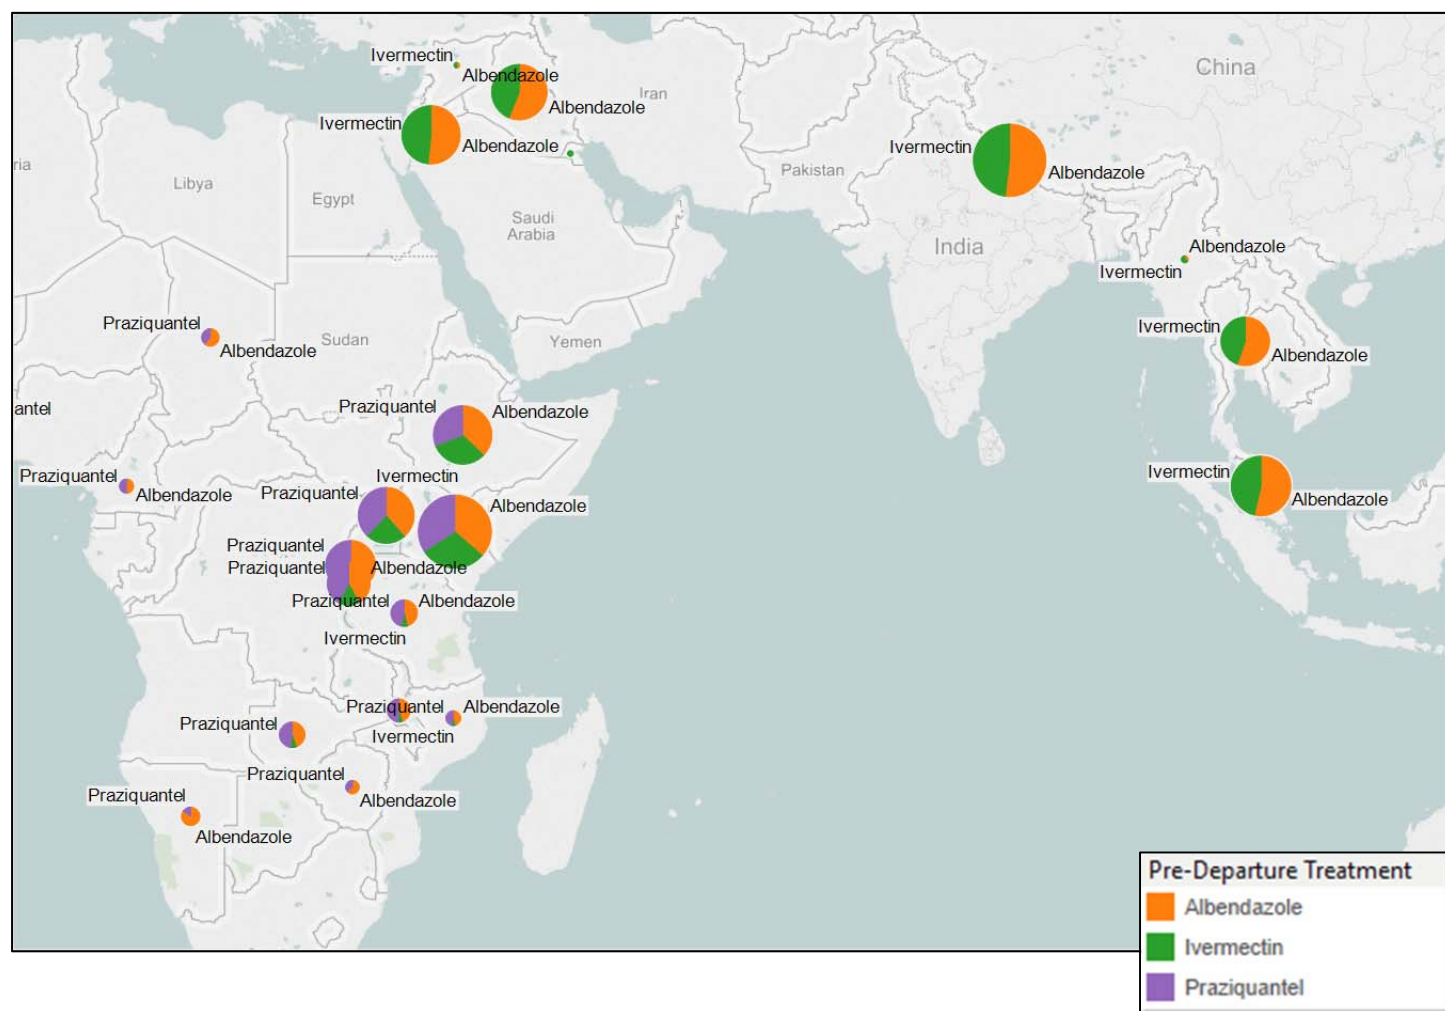 Ivermectin
Albendazole
Iran
China
Albendazole
Ivermectin
Albendazole
Ivermectin
Albendazole
ria
Pakistan
Libya
Egypt
Saudi
Arabia
India
Albendazole
Ivermectin
Praziquantel
Albendazole
Sudan
Yemen
Ivermectin
Albendazole
antel
Praziquantel
Albendazole
Ivermectin
Praziquantel
Albendazole
Praziquantel
Albendazole
Ivermectin
Albendazole
Praziquantel
Praziquantel
Albendazole
Praziquantel
Albendazole
Ivermectin
Praziquantel
Albendazole
Ivermectin
Praziquantel
Praziquantel
Albendazole
Praziquantel
Albendazole
Pre-Departure Treatment
Albendazole
Ivermectin
Praziquantel